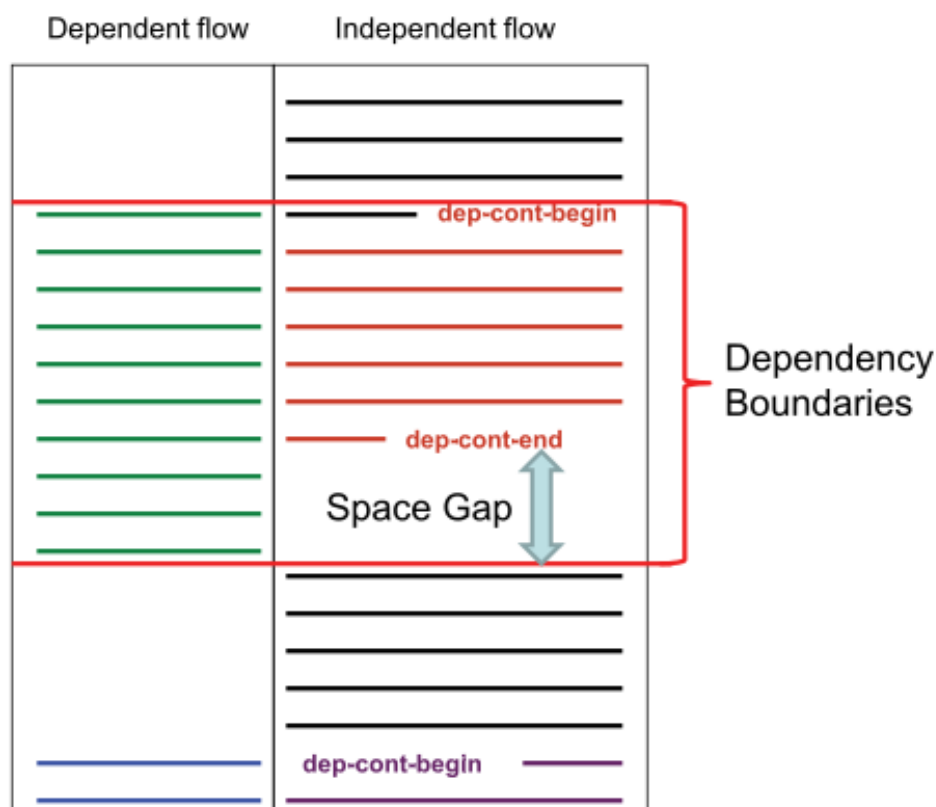 Dependent flow
Independent flow
dep-cont-begin
Dependency
Boundaries
dep-cont-end
Space Gap
dep-cont-begin